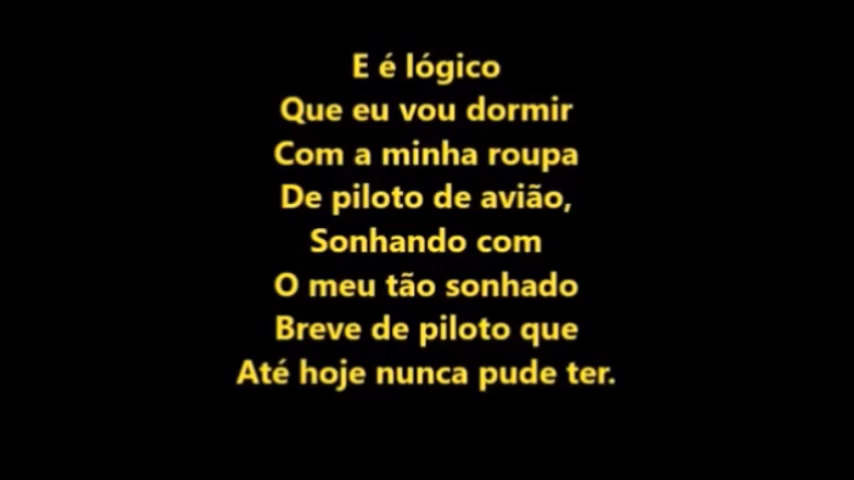 E é lógico
Que eu vou dormir
Com a minha roupa
De piloto de avião,
Sonhando com
O meu tão sonhado
Breve de piloto que
Até hoje nunca pude ter.